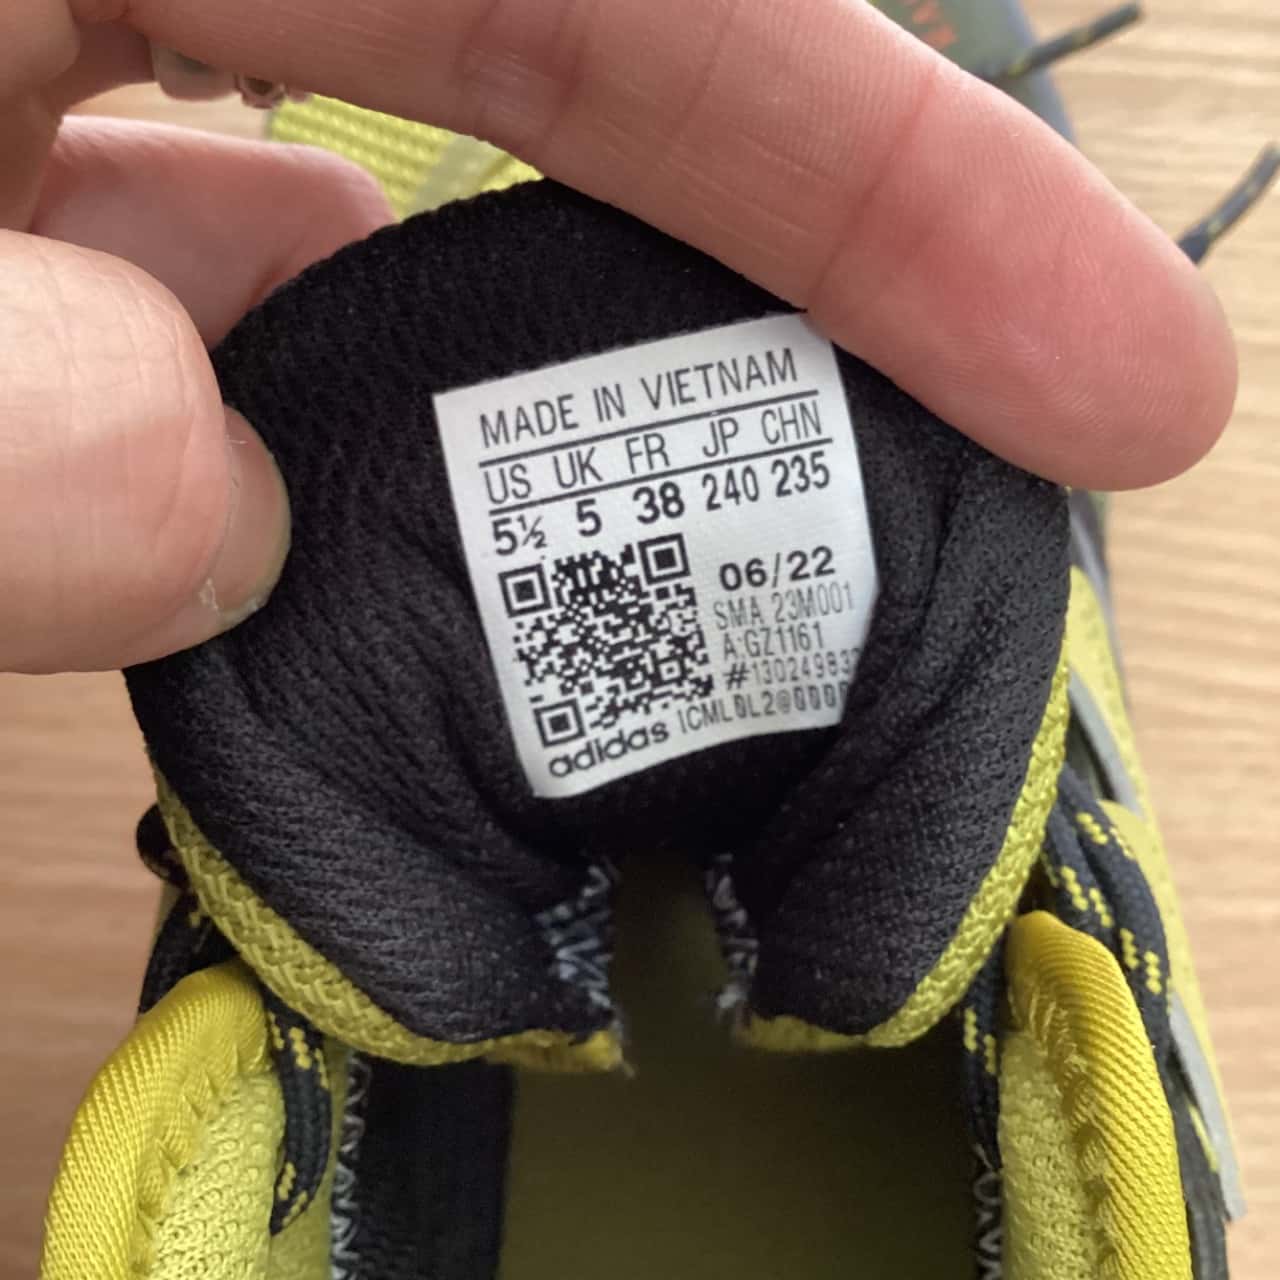 MADE IN VIETNAM
US UK FR JP CHN
5½ 5 38 240 235
06/22
SMA 23M001
A:GZ1161
adidas